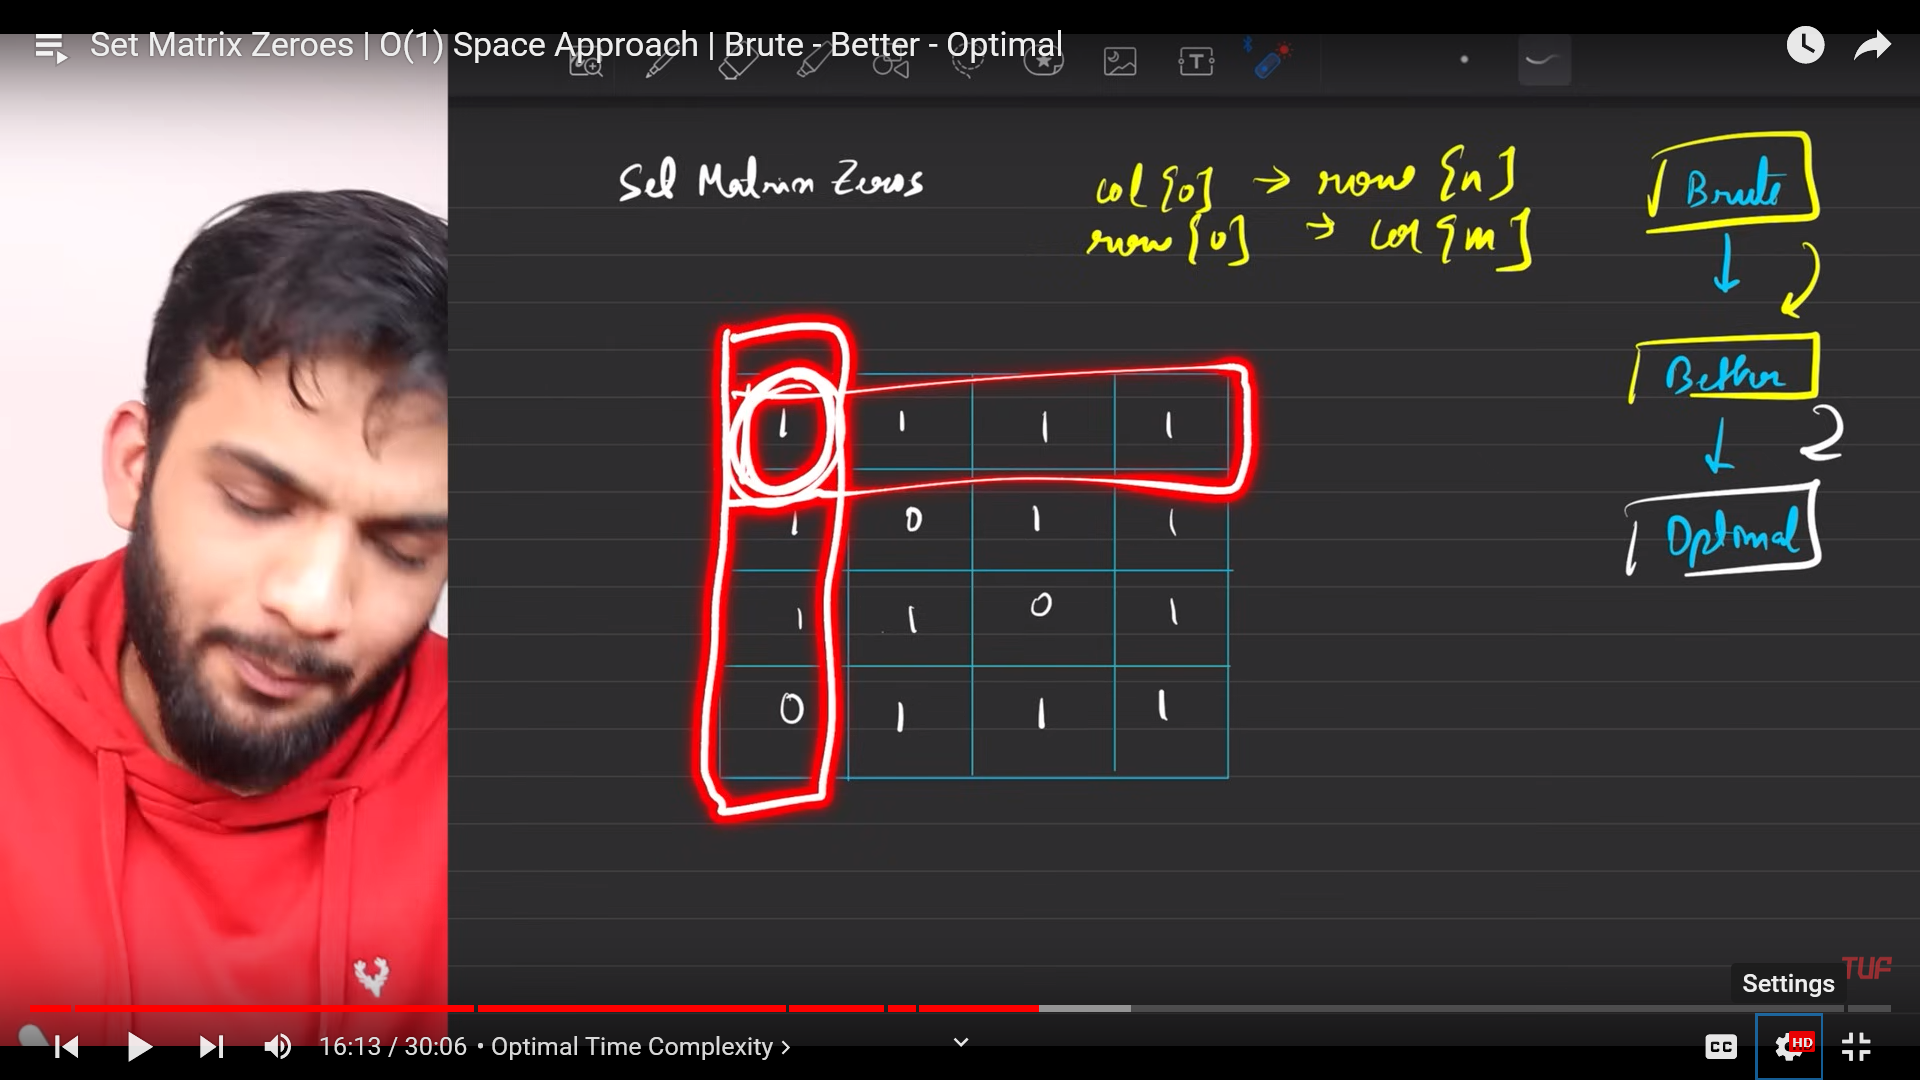 Set Matrix Zeroes | O(1) Space Approach | Brute - Better - Optimal
T
Set Matrix Zeros
col [0] → row [n]
row [0] → col [m]
Brute
Better
2
Optimal
1 1 1 1
1 0 1 1
1 1 0 1
0 1 1 1
TUF
Settings
16:13 / 30:06 • Optimal Time Complexity >
CC
HD